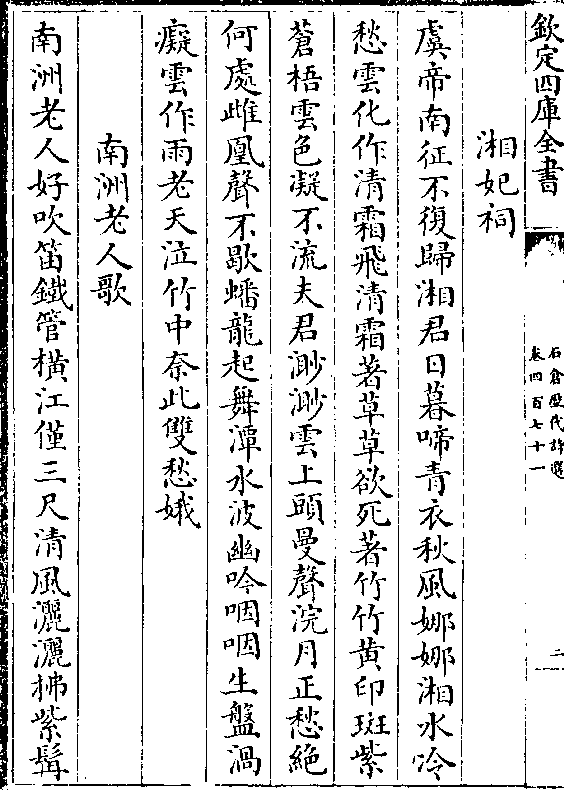 欽定四庫全書
石倉歷代詩選
卷四百七十一
二
湘妃祠
虞帝南征不復歸湘君日暮啼青衣秋風娜娜湘水冷
愁雲化作清霜飛清霜著草草欲死著竹竹黄印斑紫
蒼梧雲色凝不流夫君渺渺雲上頭曼聲浣月正愁絶
何處雌凰聲不歇蟠龍起舞潭水波幽吟咽咽生盤渦
癡雲作雨老天泣竹中奈此雙愁娥
南洲老人歌
南洲老人好吹笛鐵管橫江僅三尺清風灑灑拂紫髯